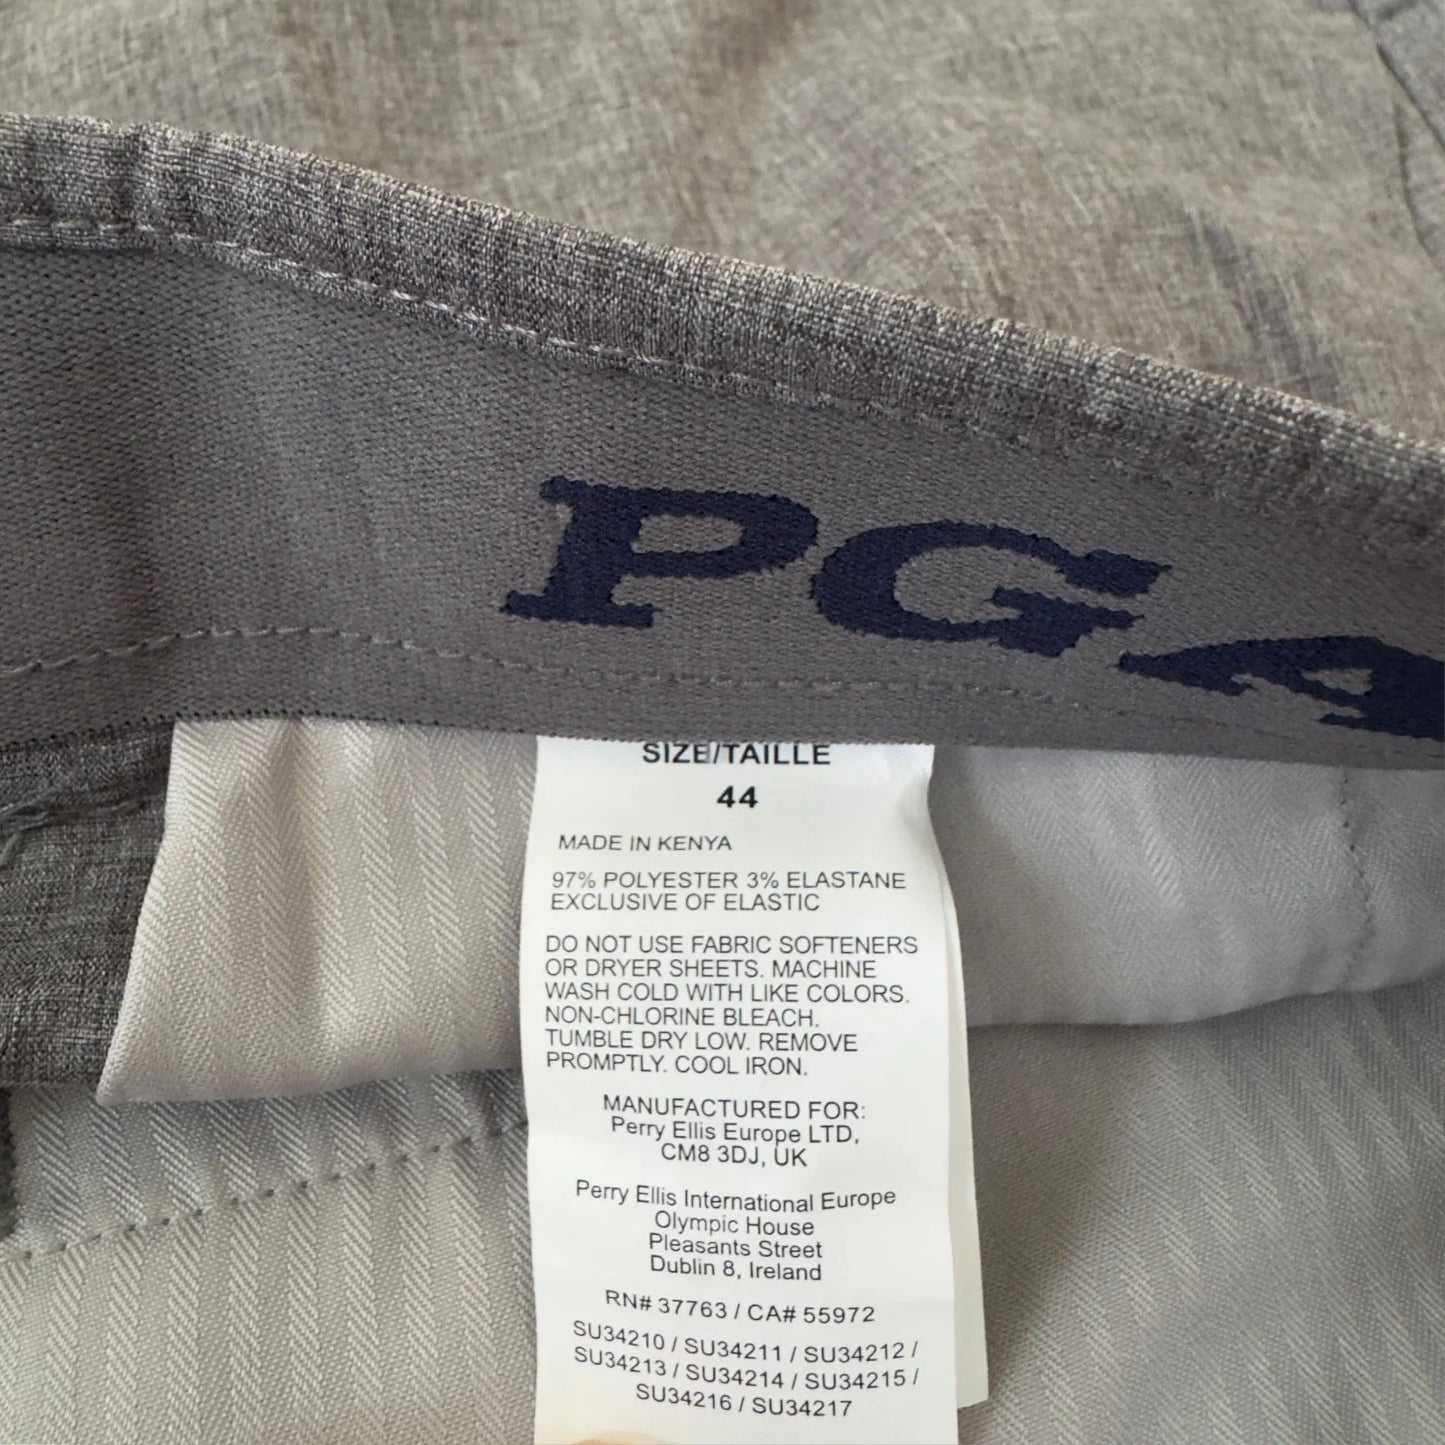 PGA
SIZE/TAILLE
44
MADE IN KENYA
97% POLYESTER 3% ELASTANE
EXCLUSIVE OF ELASTIC
DO NOT USE FABRIC SOFTENERS
OR DRYER SHEETS. MACHINE
WASH COLD WITH LIKE COLORS.
NON-CHLORINE BLEACH.
TUMBLE DRY LOW. REMOVE
PROMPTLY. COOL IRON.
MANUFACTURED FOR:
Perry Ellis Europe LTD,
CM8 3DJ, UK
Perry Ellis International Europe
Olympic House
Pleasants Street
Dublin 8, Ireland
RN# 37763 / CA# 55972
SU34210 / SU34211 / SU34212 /
SU34213 / SU34214 / SU34215 /
SU34216 / SU34217